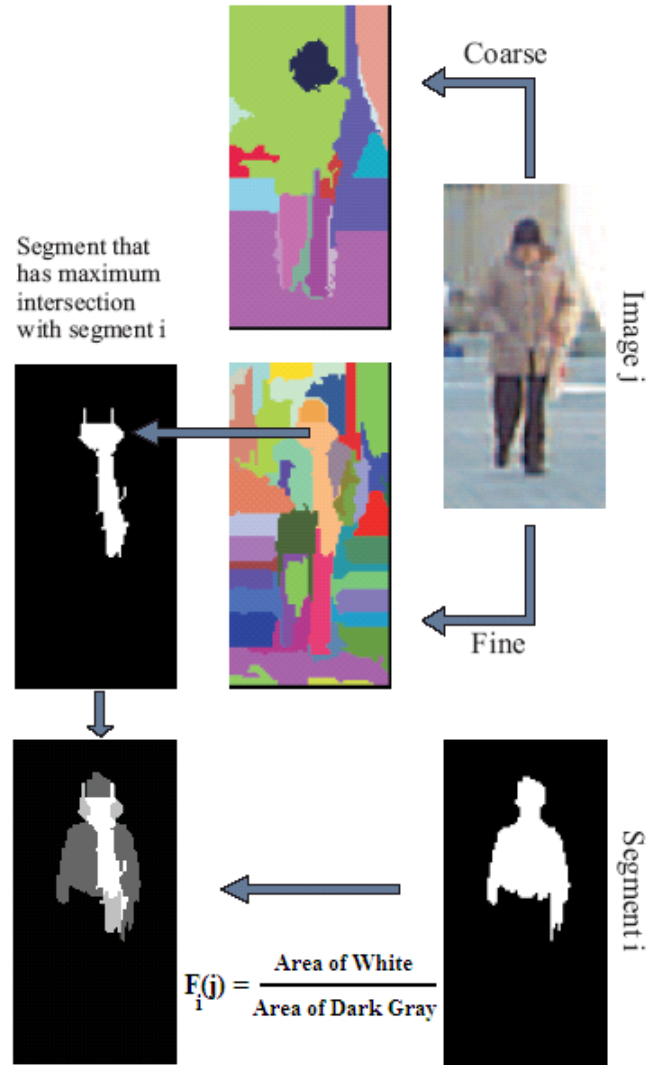 Coarse
Image j
Segment that
has maximum
intersection
with segment i
Fine
Segment i
F_i(j) = Area of White / Area of Dark Gray